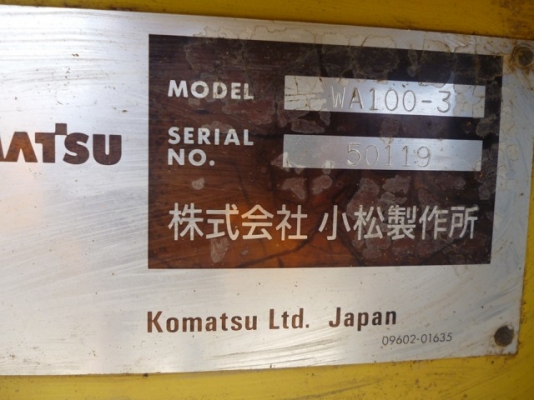 MODEL WA100-3
SERIAL NO. 50119
MATSU
株式会社 小松製作所
Komatsu Ltd. Japan
09602-01635